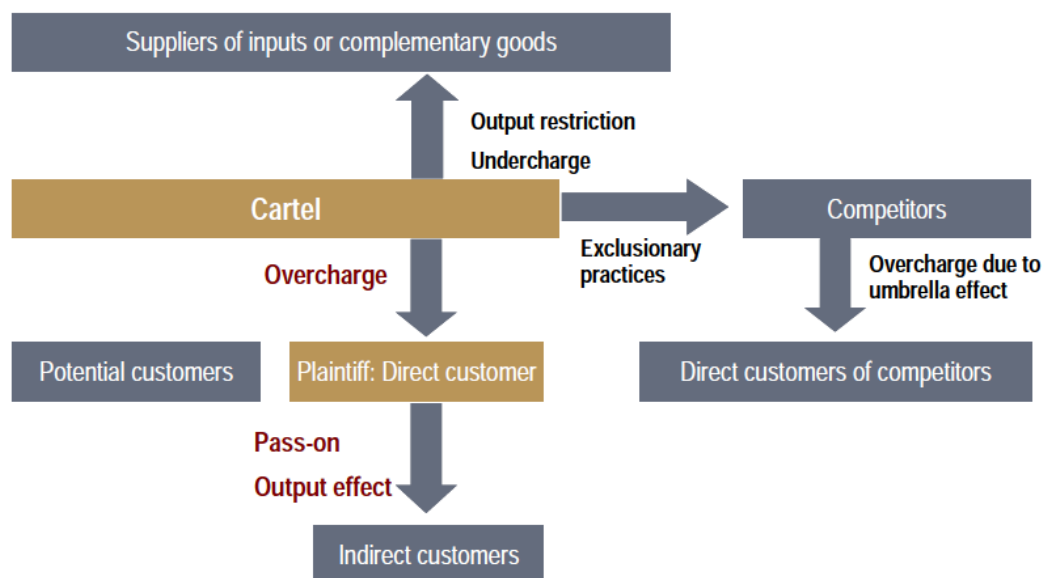 Suppliers of inputs or complementary goods
Output restriction
Undercharge
Cartel
Competitors
Overcharge
Exclusionary
practices
Overcharge due to
umbrella effect
Potential customers
Plaintiff: Direct customer
Direct customers of competitors
Pass-on
Output effect
Indirect customers